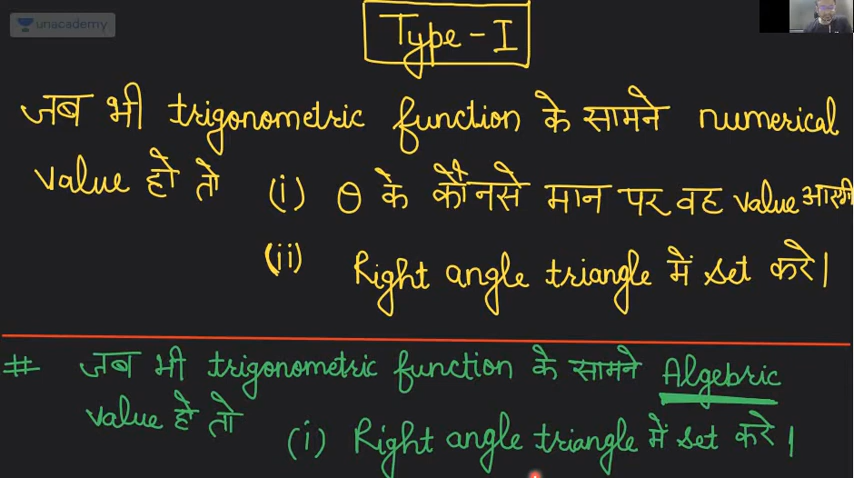 unacademy
Type - I
जब भी trigonometric function के सामने numerical
value हो तो (i) θ के कौनसे मान पर वह value आएगी
(ii) Right angle triangle में set करे।
# जब भी trigonometric function के सामने Algebric
value हो तो (i) Right angle triangle में set करे।